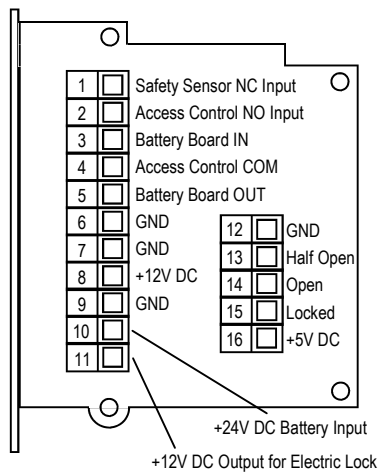 1 Safety Sensor NC Input
2 Access Control NO Input
3 Battery Board IN
4 Access Control COM
5 Battery Board OUT
6 GND
7 GND
8 +12V DC
9 GND
10
11
12 GND
13 Half Open
14 Open
15 Locked
16 +5V DC
+24V DC Battery Input
+12V DC Output for Electric Lock